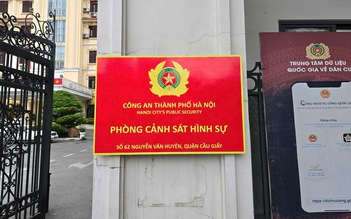 CÔNG AN THÀNH PHỐ HÀ NỘI
HANOI CITY'S PUBLIC SECURITY
PHÒNG CẢNH SÁT HÌNH SỰ
SỐ 62 NGUYỄN VĂN HUYÊN, QUẬN CẦU GIẤY
TRUNG TÂM DỮ LIỆU
QUỐC GIA VỀ DÂN CƯ